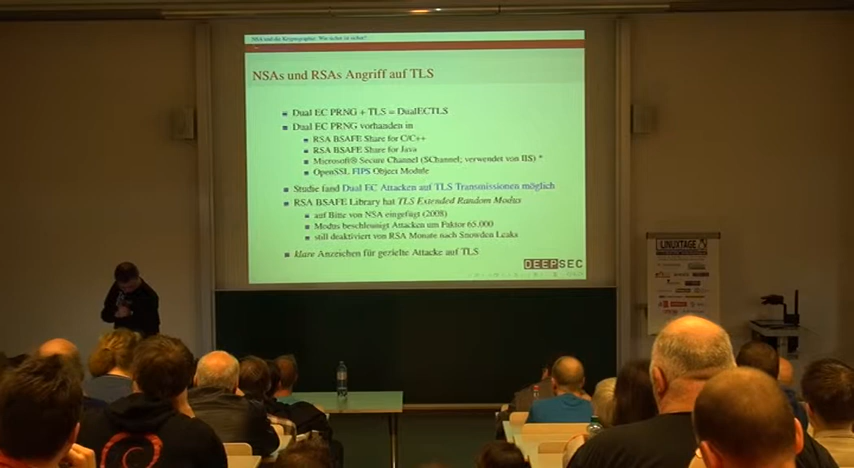 NSA und die Kryptographie: Wie sicher ist sicher?
NSAs und RSAs Angriff auf TLS
Dual EC PRNG + TLS = DualECTLS
Dual EC PRNG vorhanden in
RSA BSAFE Share for C/C++
RSA BSAFE Share for Java
Microsoft® Secure Channel (SChannel; verwendet von IIS) *
OpenSSL FIPS Object Module
Studie fand Dual EC Attacken auf TLS Transmissionen möglich
RSA BSAFE Library hat TLS Extended Random Modus
auf Bitte von NSA eingefügt (2008)
Modus beschleunigt Attacken um Faktor 65,000
still deaktiviert von RSA Monate nach Snowden Leaks
klare Anzeichen für gezielte Attacke auf TLS
DEEPSEC
LINUXTAGE